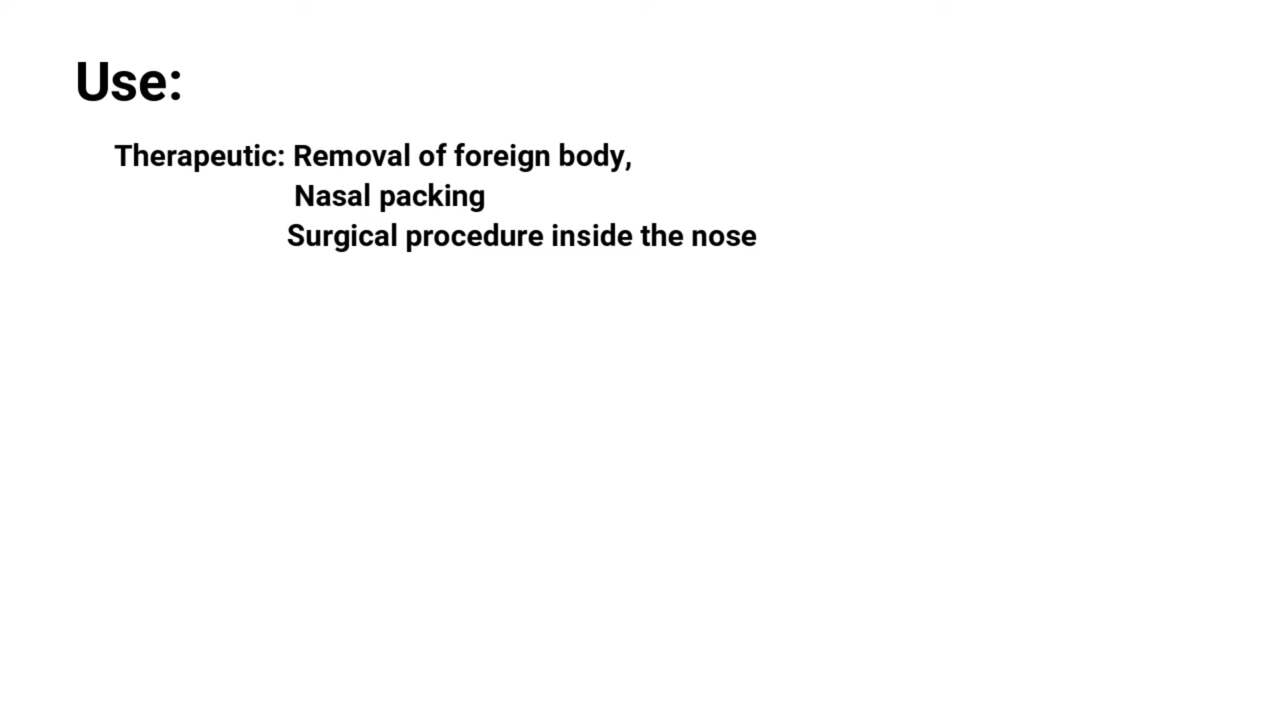 Use:
Therapeutic: Removal of foreign body,
Nasal packing
Surgical procedure inside the nose